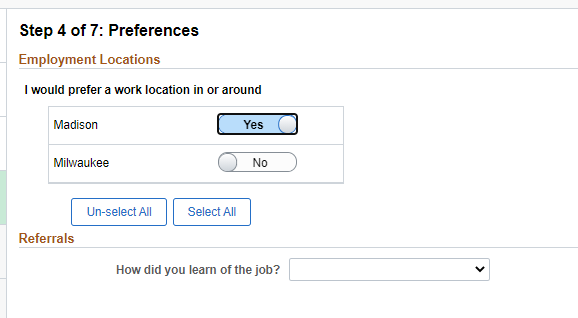 Step 4 of 7: Preferences
Employment Locations
I would prefer a work location in or around
Madison Yes
Milwaukee No
Un-select All Select All
Referrals
How did you learn of the job?